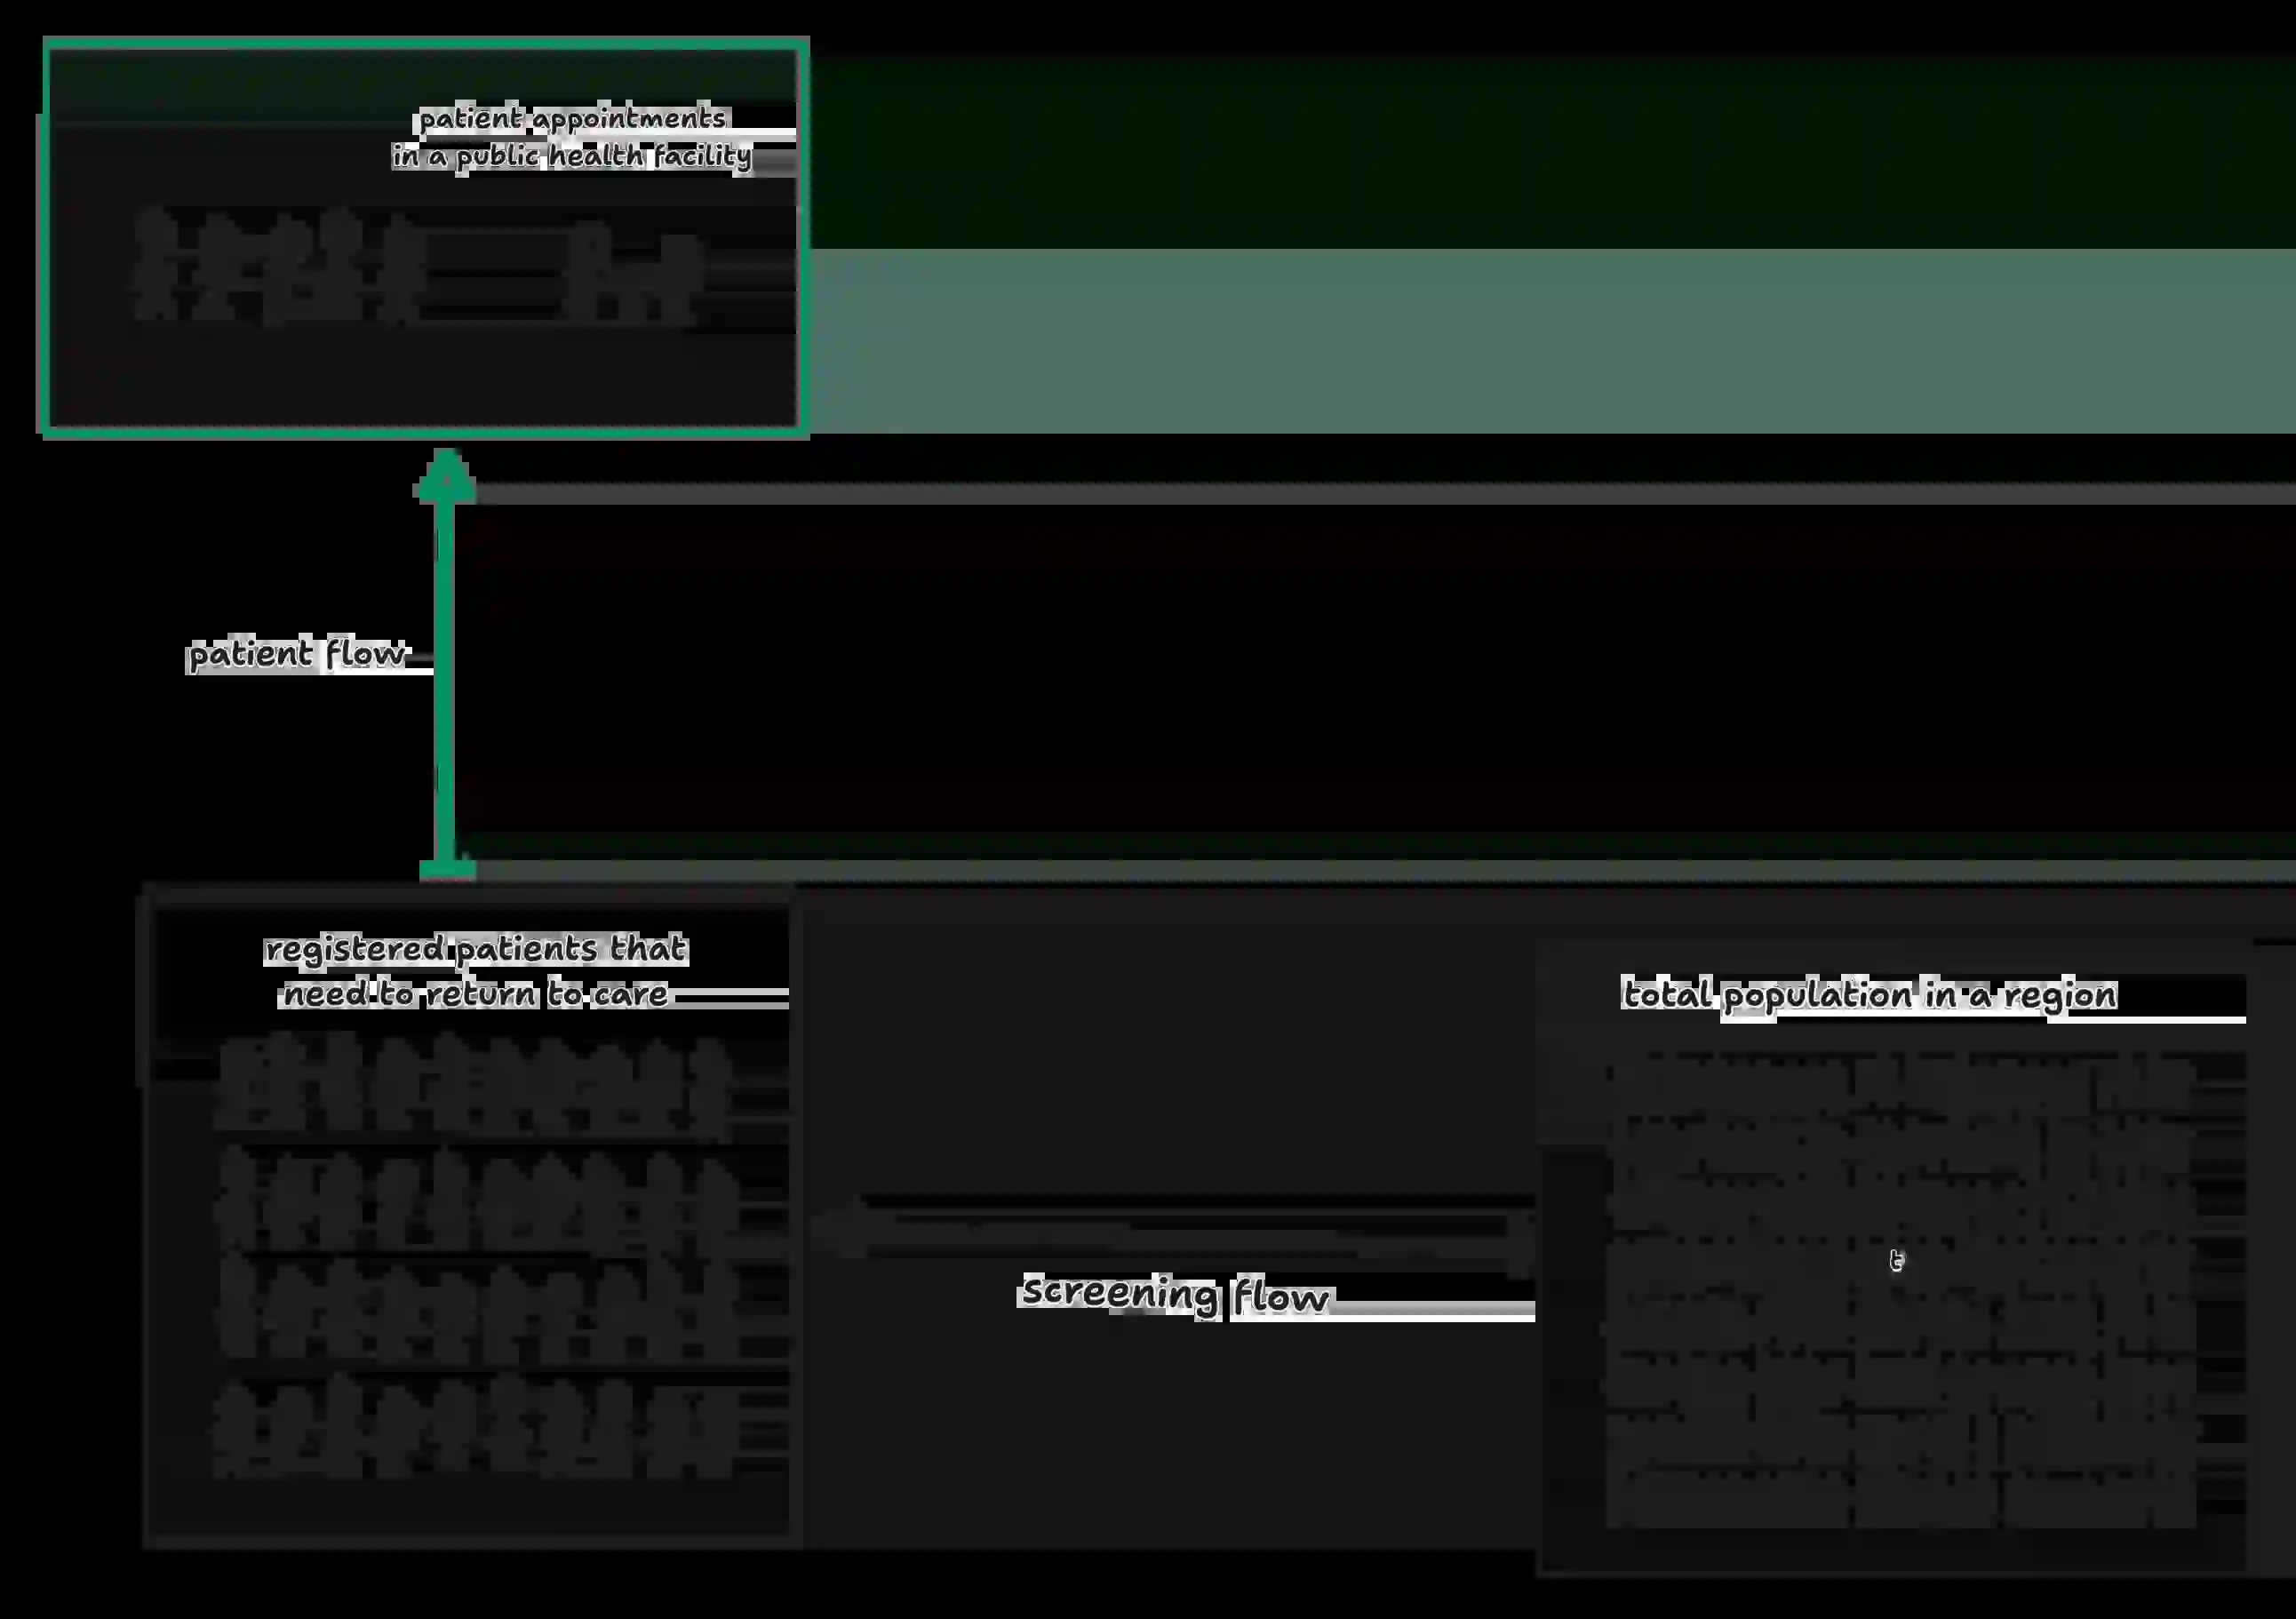 patient appointments
in a public health facility
patient flow
registered patients that
need to return to care
total population in a region
t
screening flow